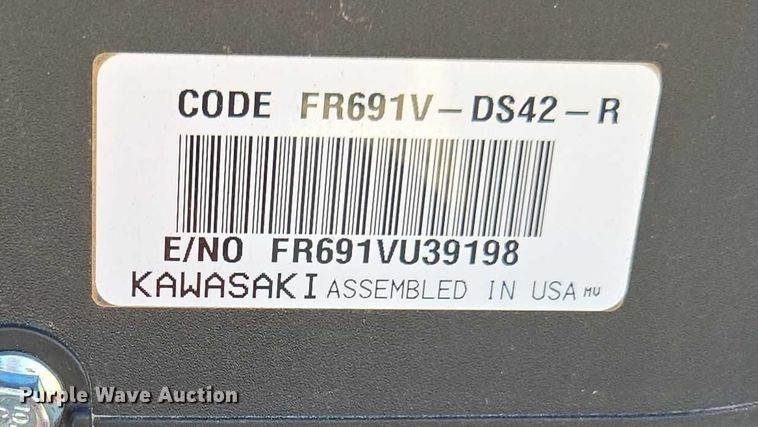 CODE FR691V-DS42-R
E/NO FR691VU39198
KAWASAKI ASSEMBLED IN USA MU
Purple Wave Auction